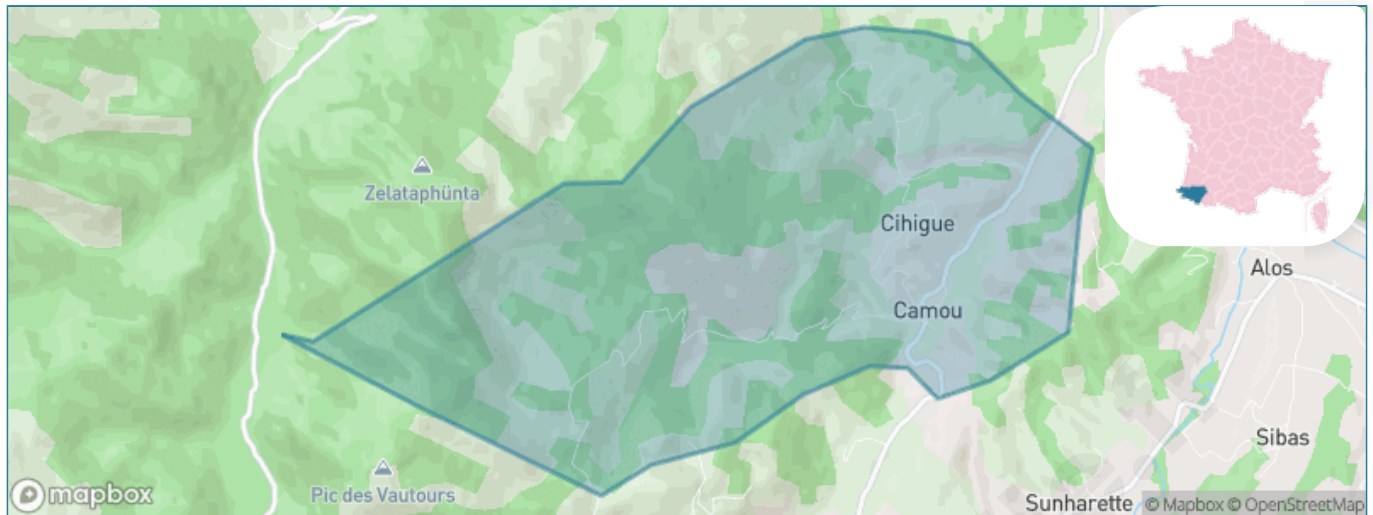 Zelataphünta
Cihigue
Alos
Camou
Sibas
Pic des Vautours
mapbox
Sunharette
© Mapbox © OpenStreetMap